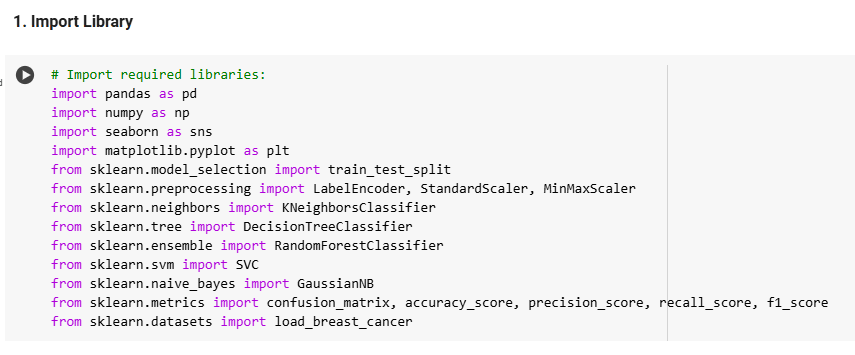 1. Import Library
# Import required libraries:
import pandas as pd
import numpy as np
import seaborn as sns
import matplotlib.pyplot as plt
from sklearn.model_selection import train_test_split
from sklearn.preprocessing import LabelEncoder, StandardScaler, MinMaxScaler
from sklearn.neighbors import KNeighborsClassifier
from sklearn.tree import DecisionTreeClassifier
from sklearn.ensemble import RandomForestClassifier
from sklearn.svm import SVC
from sklearn.naive_bayes import GaussianNB
from sklearn.metrics import confusion_matrix, accuracy_score, precision_score, recall_score, f1_score
from sklearn.datasets import load_breast_cancer